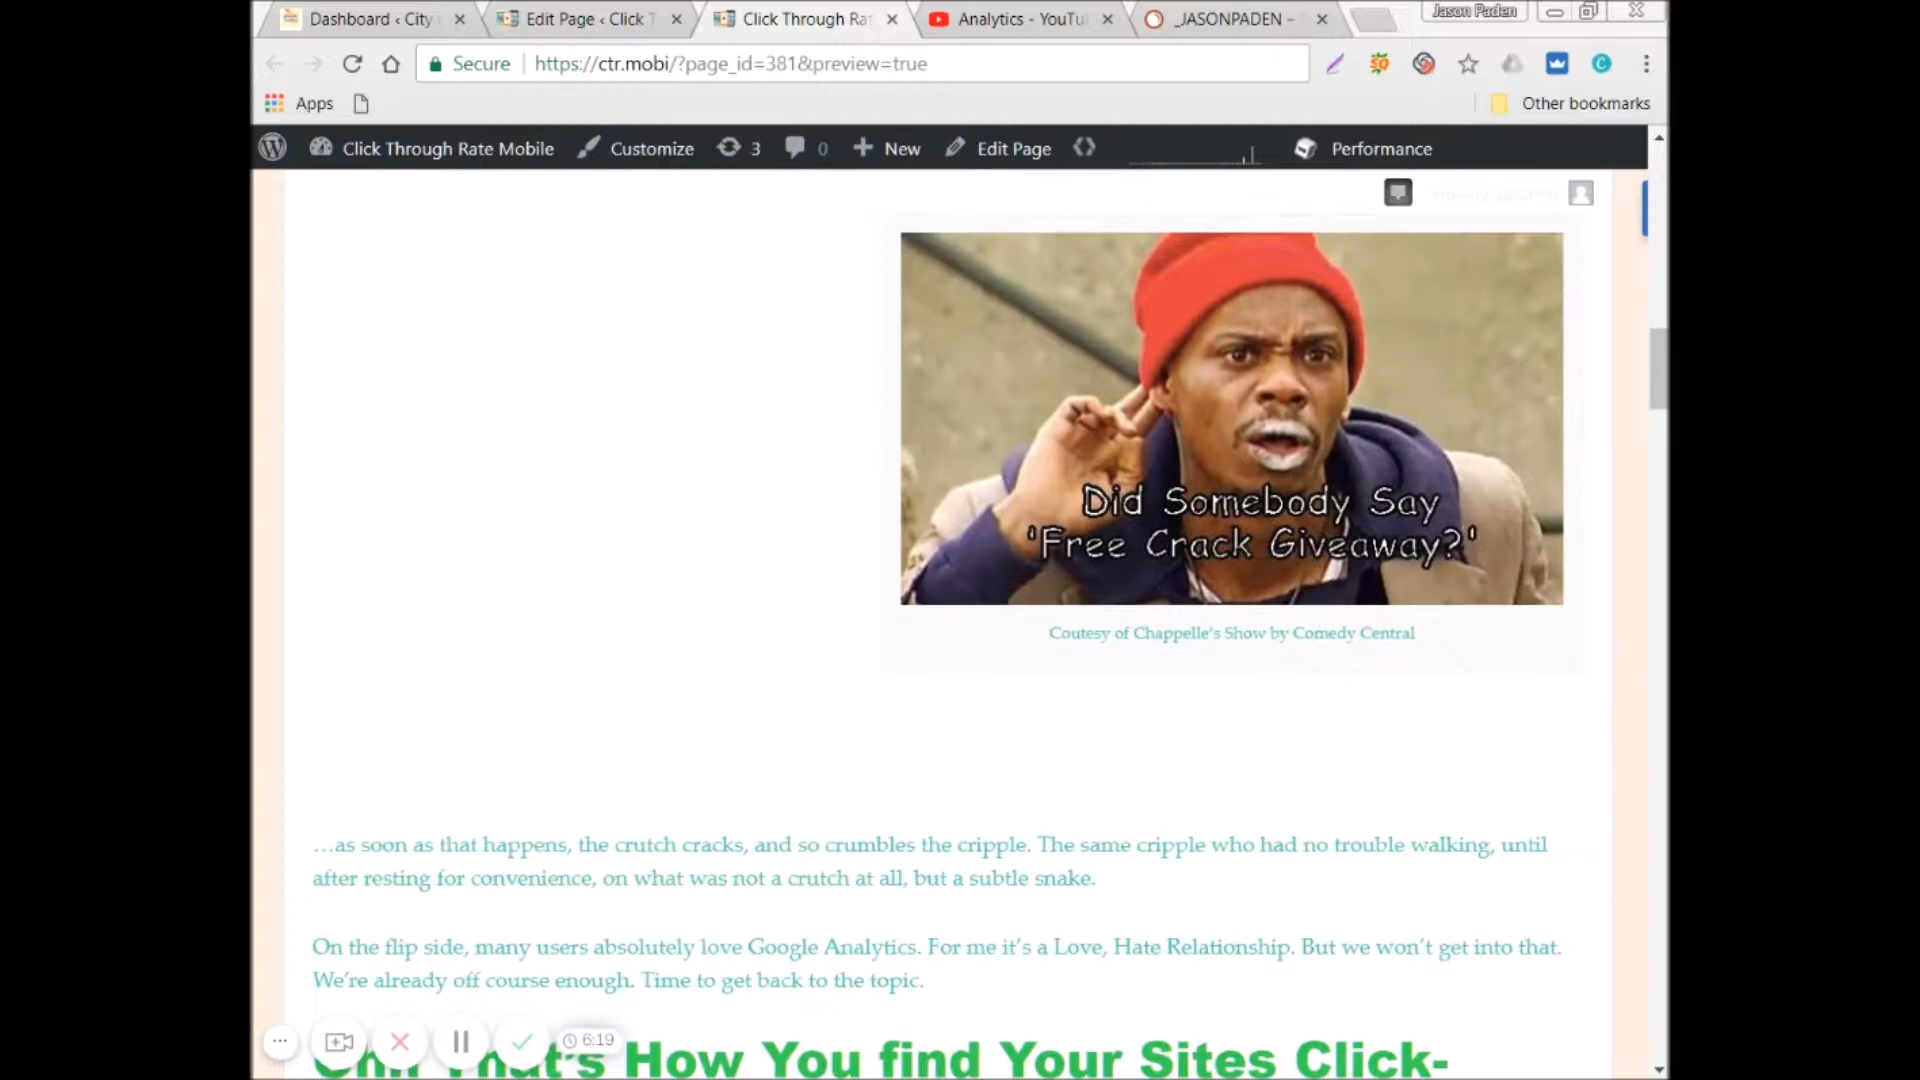 Dashboard ‹ City
Edit Page ‹ Click T
Click Through Rat
Analytics - YouTu
_JASONPADEN –
Jason Paden
Secure
https://ctr.mobi/?page_id=381&preview=true
Apps
Other bookmarks
Click Through Rate Mobile
Customize
3
0
New
Edit Page
Performance
Did Somebody Say
'Free Crack Giveaway?'
Coutesy of Chappelle's Show by Comedy Central
…as soon as that happens, the crutch cracks, and so crumbles the cripple. The same cripple who had no trouble walking, until
after resting for convenience, on what was not a crutch at all, but a subtle snake.
On the flip side, many users absolutely love Google Analytics. For me it's a Love, Hate Relationship. But we won't get into that.
We're already off course enough. Time to get back to the topic.
6:19
That's How You find Your Sites Click-